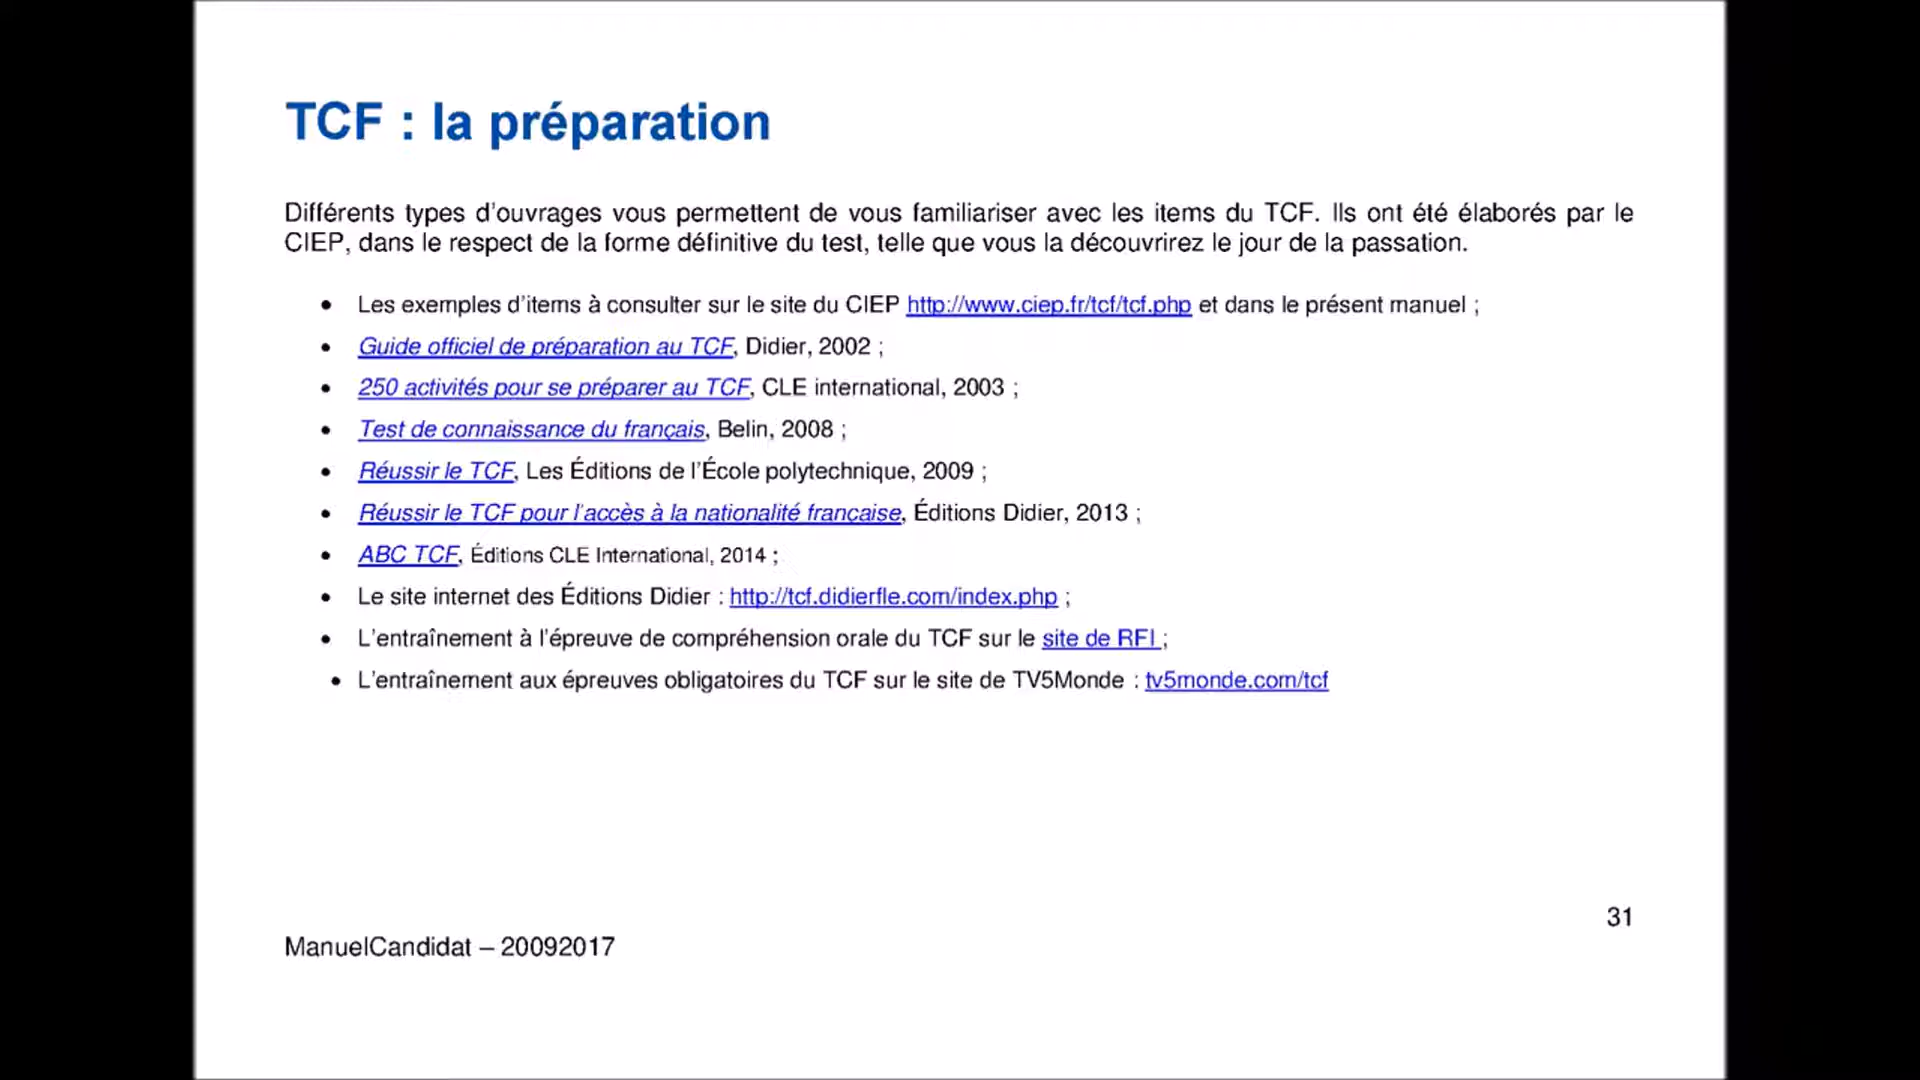 TCF : la préparation
Différents types d’ouvrages vous permettent de vous familiariser avec les items du TCF. Ils ont été élaborés par le
CIEP, dans le respect de la forme définitive du test, telle que vous la découvrirez le jour de la passation.
• Les exemples d’items à consulter sur le site du CIEP http://www.ciep.fr/tcf/tcf.php et dans le présent manuel ;
• Guide officiel de préparation au TCF, Didier, 2002 ;
• 250 activités pour se préparer au TCF, CLE international, 2003 ;
• Test de connaissance du français, Belin, 2008 ;
• Réussir le TCF, Les Éditions de l’École polytechnique, 2009 ;
• Réussir le TCF pour l’accès à la nationalité française, Éditions Didier, 2013 ;
• ABC TCF, Éditions CLE International, 2014 ;
• Le site internet des Éditions Didier : http://tcf.didierfle.com/index.php ;
• L’entraînement à l’épreuve de compréhension orale du TCF sur le site de RFI ;
• L’entraînement aux épreuves obligatoires du TCF sur le site de TV5Monde : tv5monde.com/tcf
31
ManuelCandidat – 20092017